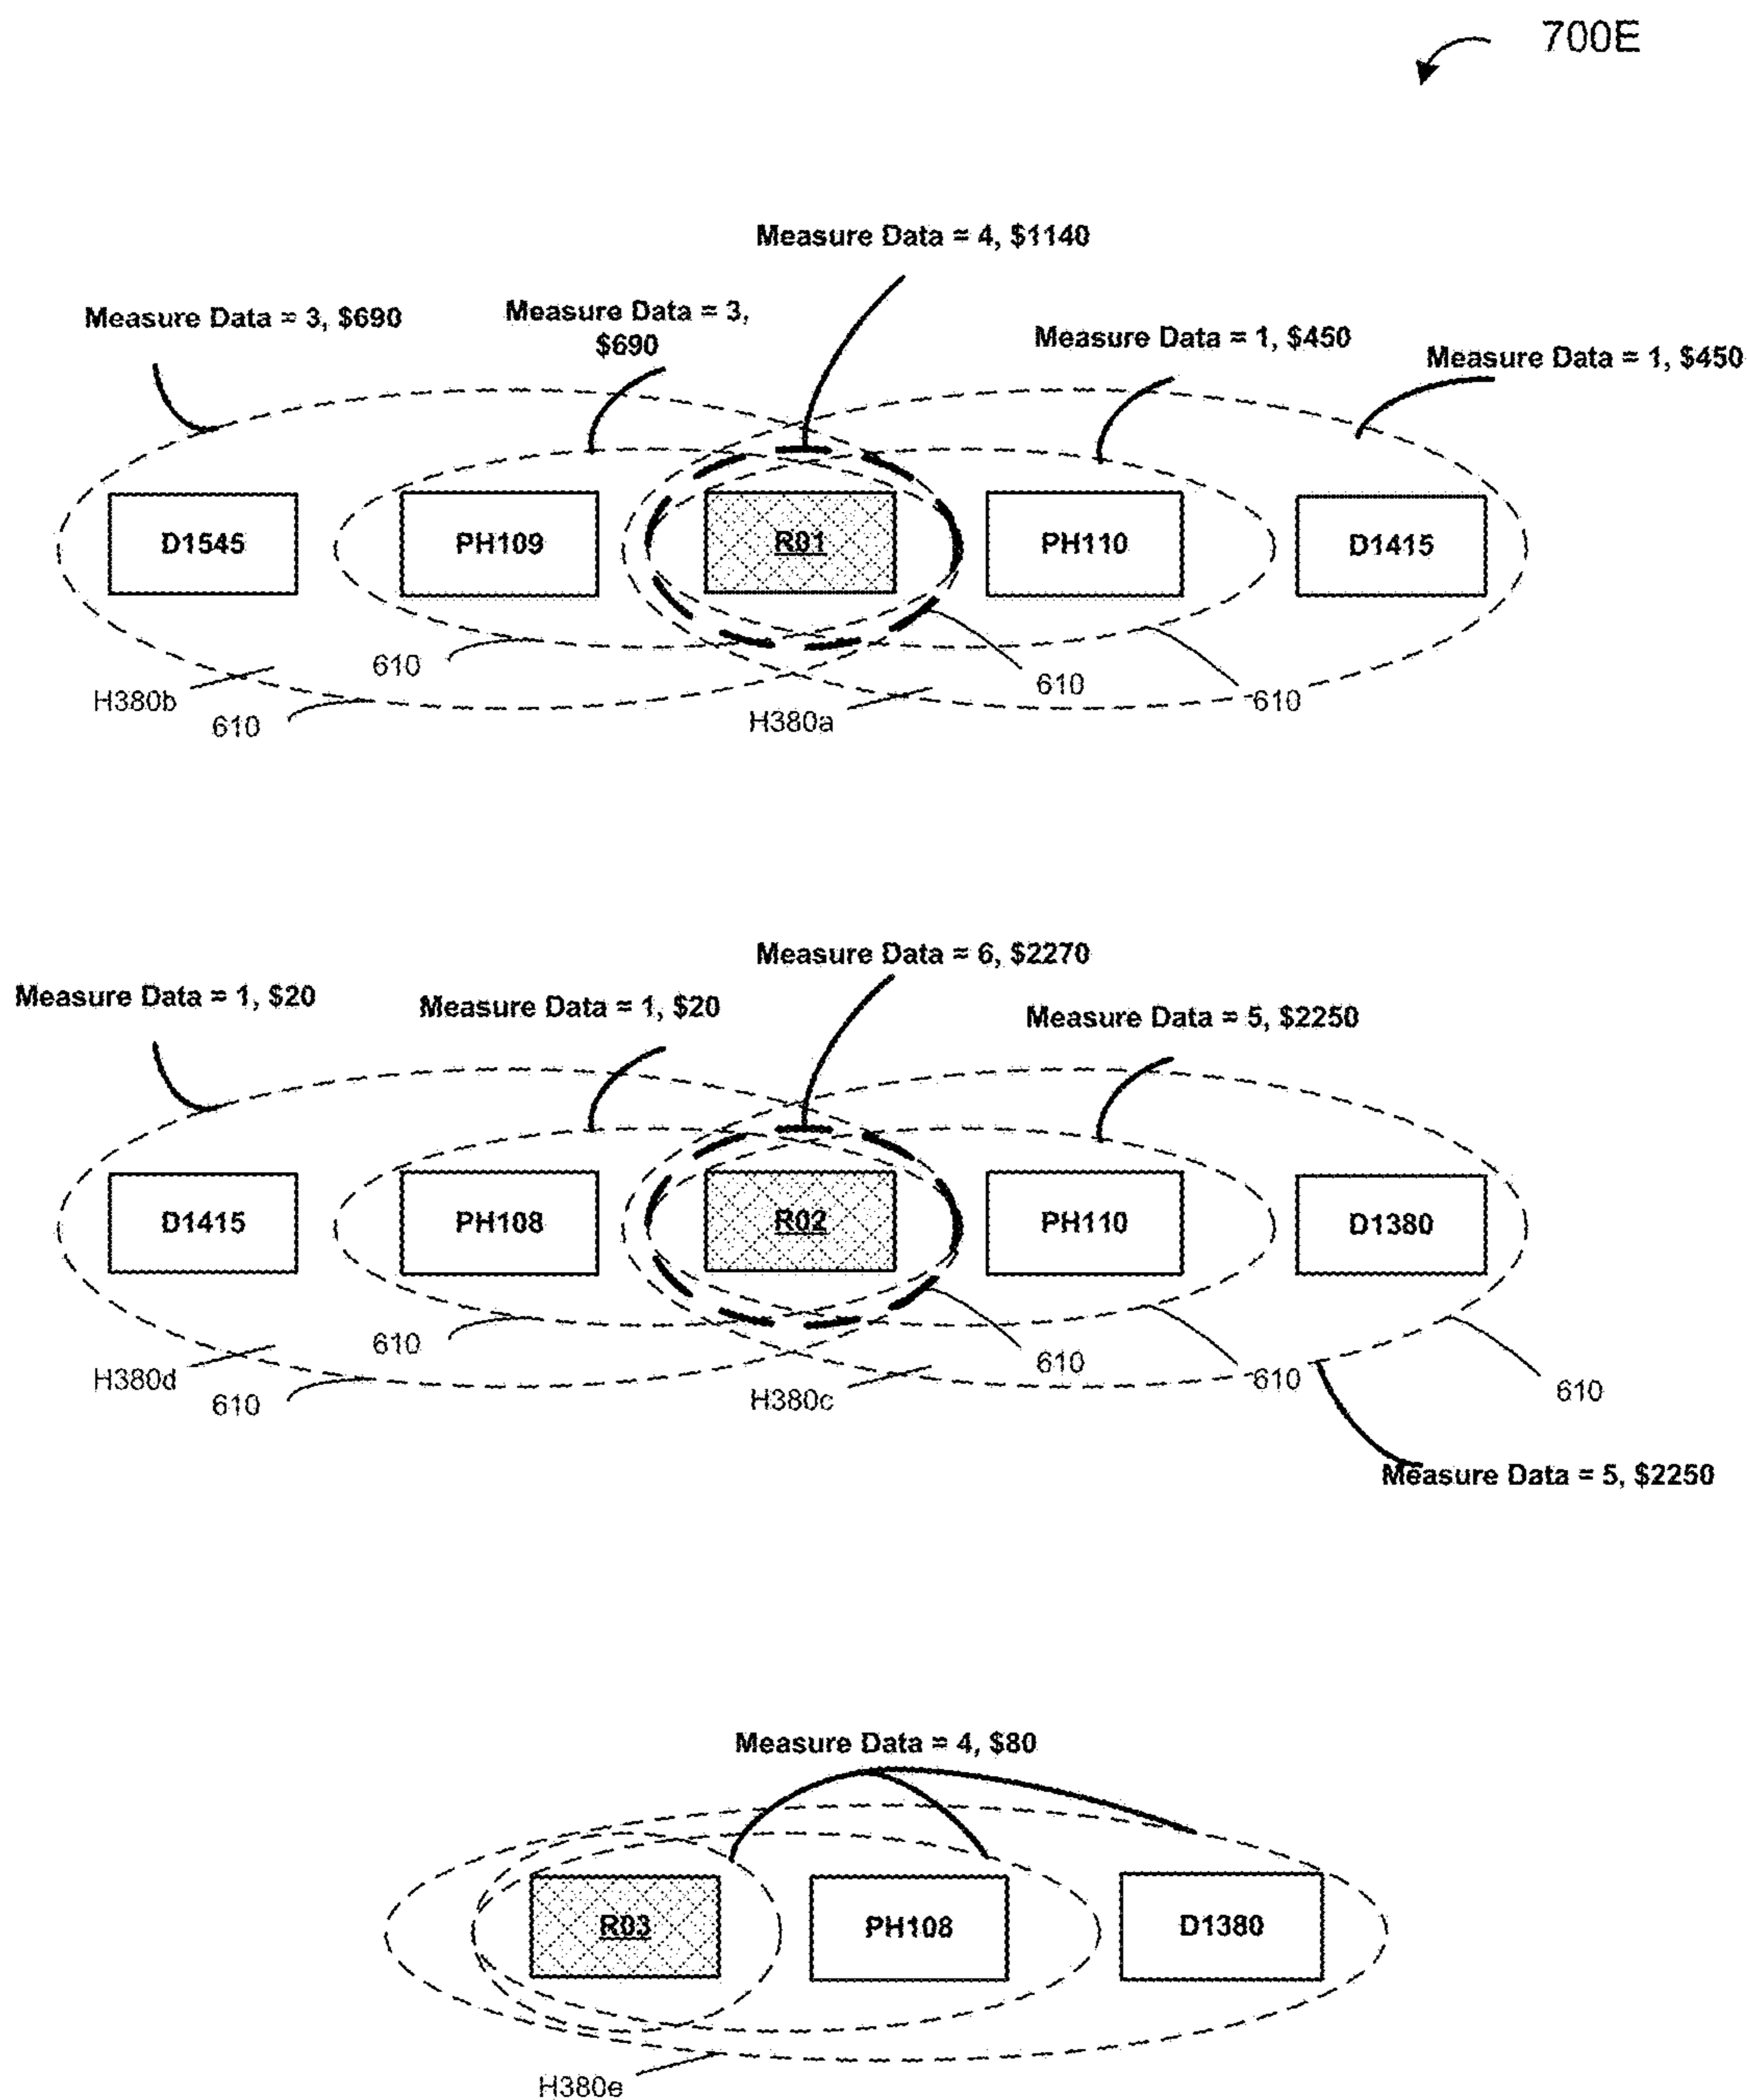 700E
Measure Data = 4, $1140
Measure Data = 3, $690
Measure Data = 3,
$690
Measure Data = 1, $450
Measure Data = 1, $450
D1545
PH109
R01
PH110
D1415
610
H380b
610
610
H380a
610
Measure Data = 6, $2270
Measure Data = 1, $20
Measure Data = 1, $20
Measure Data = 5, $2250
D1415
PH108
R02
PH110
D1380
610
H380d
610
610
H380c
610
610
Measure Data = 5, $2250
Measure Data = 4, $80
R03
PH108
D1380
H380e